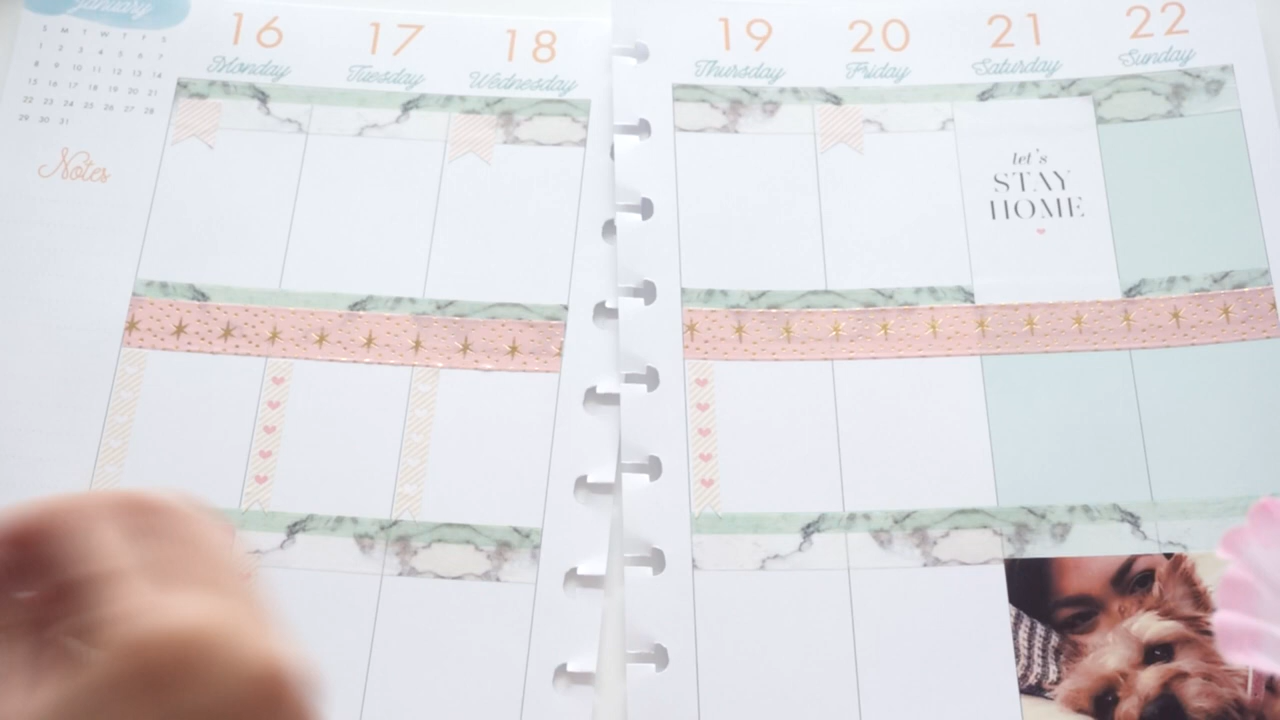 January
S M T W T F S
1 2 3 4 5 6 7
8 9 10 11 12 13 14
15 16 17 18 19 20 21
22 23 24 25 26 27 28
29 30 31
Notes
16 17 18 19 20 21 22
Monday Tuesday Wednesday Thursday Friday Saturday Sunday
let's
STAY
HOME